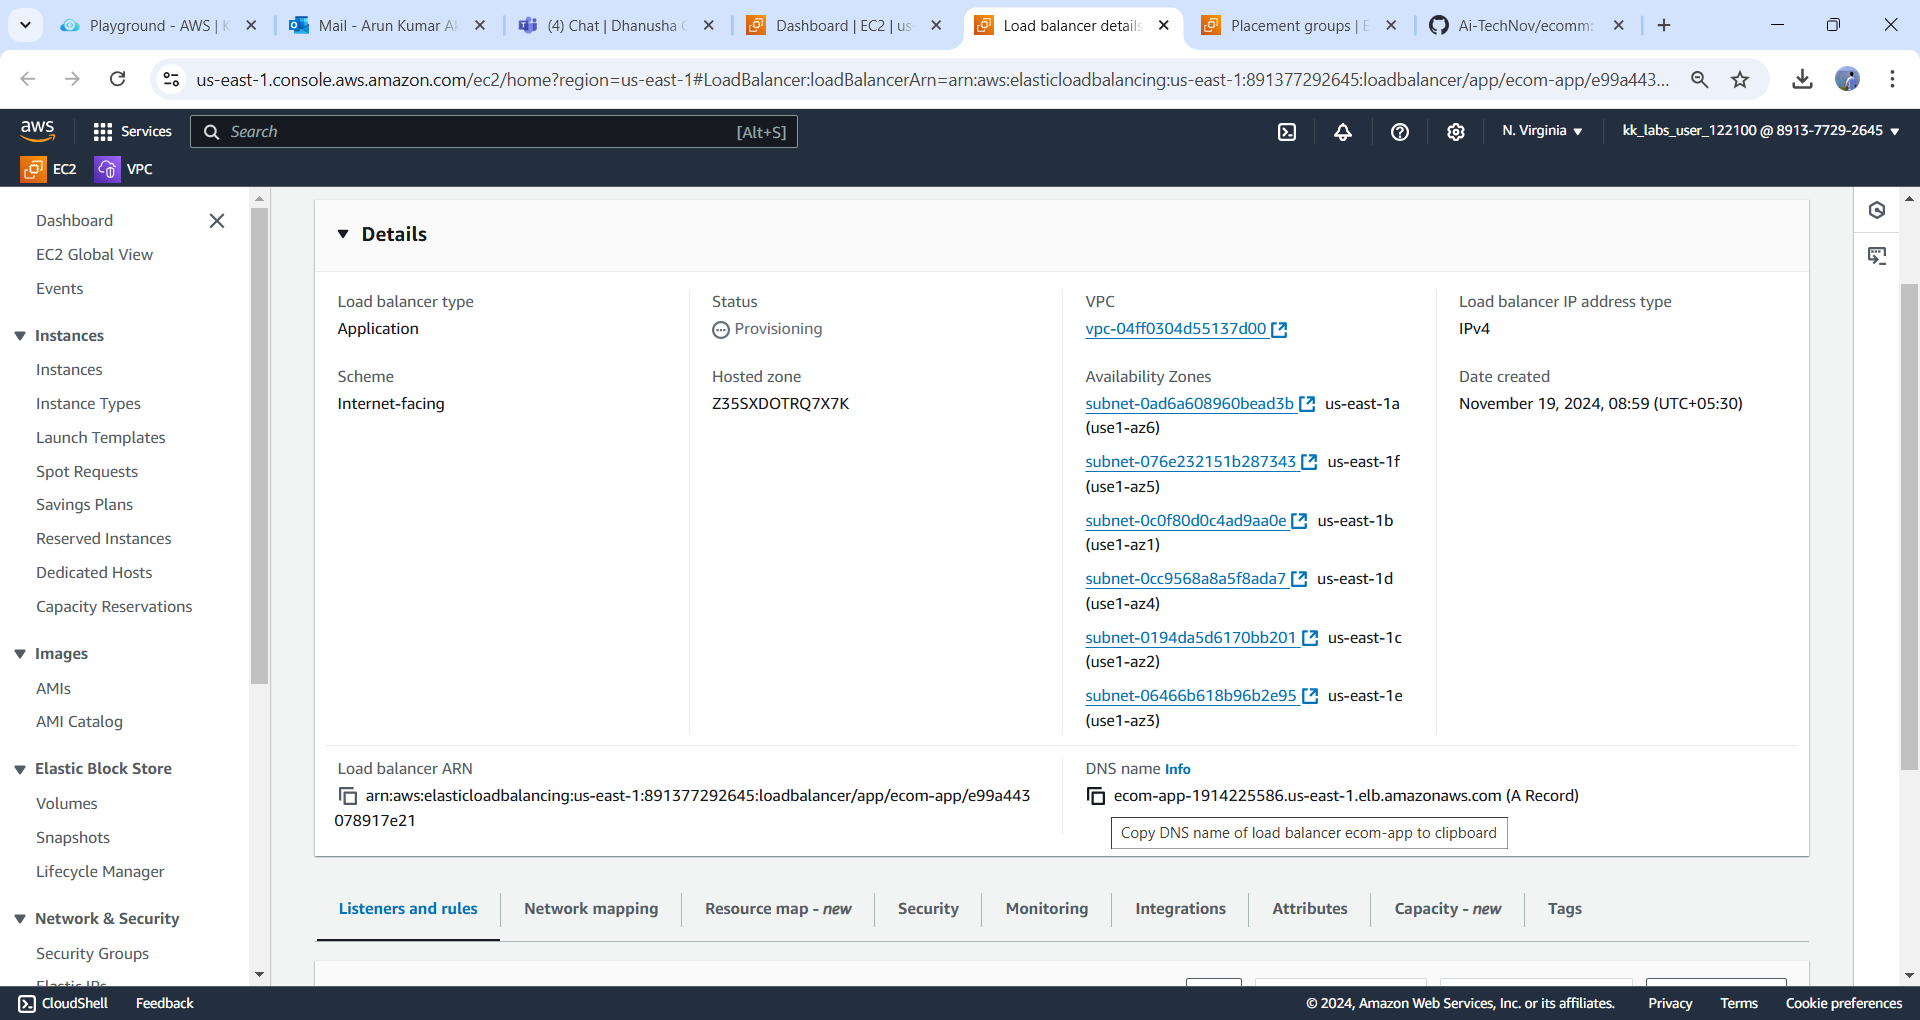 Playground - AWS | K
Mail - Arun Kumar Ak
(4) Chat | Dhanusha G
Dashboard | EC2 | us-
Load balancer details
Placement groups | E
Ai-TechNov/ecomm:
us-east-1.console.aws.amazon.com/ec2/home?region=us-east-1#LoadBalancer:loadBalancerArn=arn:aws:elasticloadbalancing:us-east-1:891377292645:loadbalancer/app/ecom-app/e99a443...
aws
Services
Search
[Alt+S]
N. Virginia
kk_labs_user_122100 @ 8913-7729-2645
EC2
VPC
Dashboard
EC2 Global View
Events
Instances
Instances
Instance Types
Launch Templates
Spot Requests
Savings Plans
Reserved Instances
Dedicated Hosts
Capacity Reservations
Images
AMIs
AMI Catalog
Elastic Block Store
Volumes
Snapshots
Lifecycle Manager
Network & Security
Security Groups
Elastic IPs
Details
Load balancer type
Application
Scheme
Internet-facing
Status
Provisioning
Hosted zone
Z35SXDOTRQ7X7K
VPC
vpc-04ff0304d55137d00
Availability Zones
subnet-0ad6a608960bead3b us-east-1a
(use1-az6)
subnet-076e232151b287343 us-east-1f
(use1-az5)
subnet-0c0f80d0c4ad9aa0e us-east-1b
(use1-az1)
subnet-0cc9568a8a5f8ada7 us-east-1d
(use1-az4)
subnet-0194da5d6170bb201 us-east-1c
(use1-az2)
subnet-06466b618b96b2e95 us-east-1e
(use1-az3)
Load balancer IP address type
IPv4
Date created
November 19, 2024, 08:59 (UTC+05:30)
Load balancer ARN
arn:aws:elasticloadbalancing:us-east-1:891377292645:loadbalancer/app/ecom-app/e99a443
078917e21
DNS name Info
ecom-app-1914225586.us-east-1.elb.amazonaws.com (A Record)
Copy DNS name of load balancer ecom-app to clipboard
Listeners and rules
Network mapping
Resource map - new
Security
Monitoring
Integrations
Attributes
Capacity - new
Tags
CloudShell
Feedback
© 2024, Amazon Web Services, Inc. or its affiliates.
Privacy
Terms
Cookie preferences